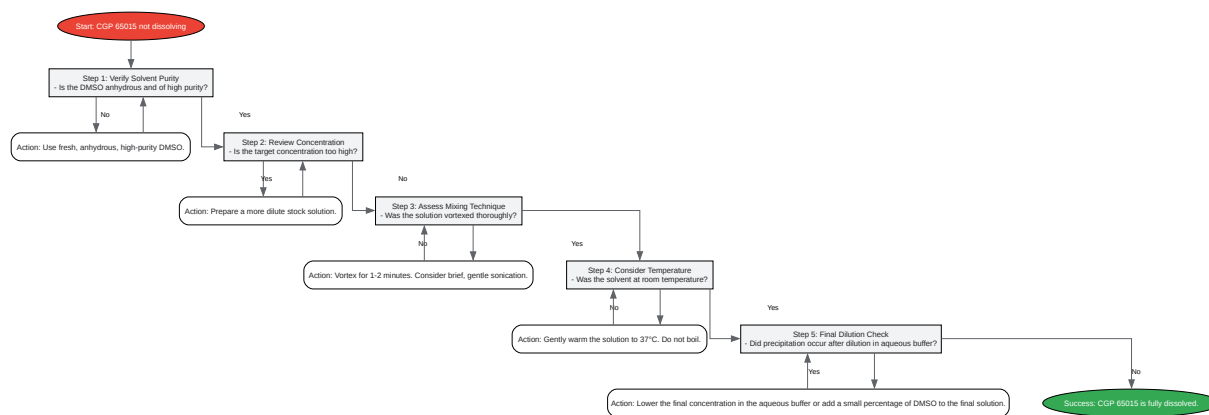 Start: CGP 65015 not dissolving
Step 1: Verify Solvent Purity
- Is the DMSO anhydrous and of high purity?
No
Yes
Action: Use fresh, anhydrous, high-purity DMSO.
Step 2: Review Concentration
- Is the target concentration too high?
Yes
No
Action: Prepare a more dilute stock solution.
Step 3: Assess Mixing Technique
- Was the solution vortexed thoroughly?
No
Yes
Action: Vortex for 1-2 minutes. Consider brief, gentle sonication.
Step 4: Consider Temperature
- Was the solvent at room temperature?
No
Yes
Action: Gently warm the solution to 37°C. Do not boil.
Step 5: Final Dilution Check
- Did precipitation occur after dilution in aqueous buffer?
Yes
No
Action: Lower the final concentration in the aqueous buffer or add a small percentage of DMSO to the final solution.
Success: CGP 65015 is fully dissolved.